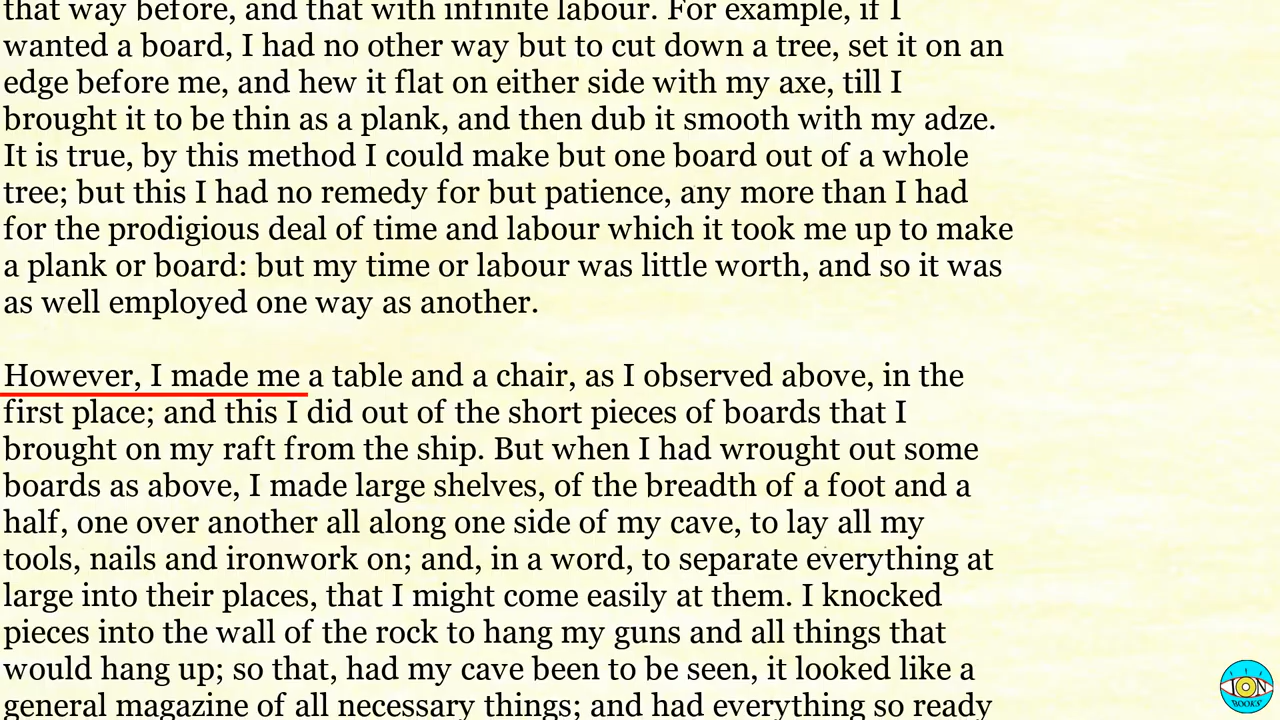 that way before, and that with infinite labour. For example, if I
wanted a board, I had no other way but to cut down a tree, set it on an
edge before me, and hew it flat on either side with my axe, till I
brought it to be thin as a plank, and then dub it smooth with my adze.
It is true, by this method I could make but one board out of a whole
tree; but this I had no remedy for but patience, any more than I had
for the prodigious deal of time and labour which it took me up to make
a plank or board: but my time or labour was little worth, and so it was
as well employed one way as another.
However, I made me a table and a chair, as I observed above, in the
first place; and this I did out of the short pieces of boards that I
brought on my raft from the ship. But when I had wrought out some
boards as above, I made large shelves, of the breadth of a foot and a
half, one over another all along one side of my cave, to lay all my
tools, nails and ironwork on; and, in a word, to separate everything at
large into their places, that I might come easily at them. I knocked
pieces into the wall of the rock to hang my guns and all things that
would hang up; so that, had my cave been to be seen, it looked like a
general magazine of all necessary things; and had everything so ready
ION
BOOKS